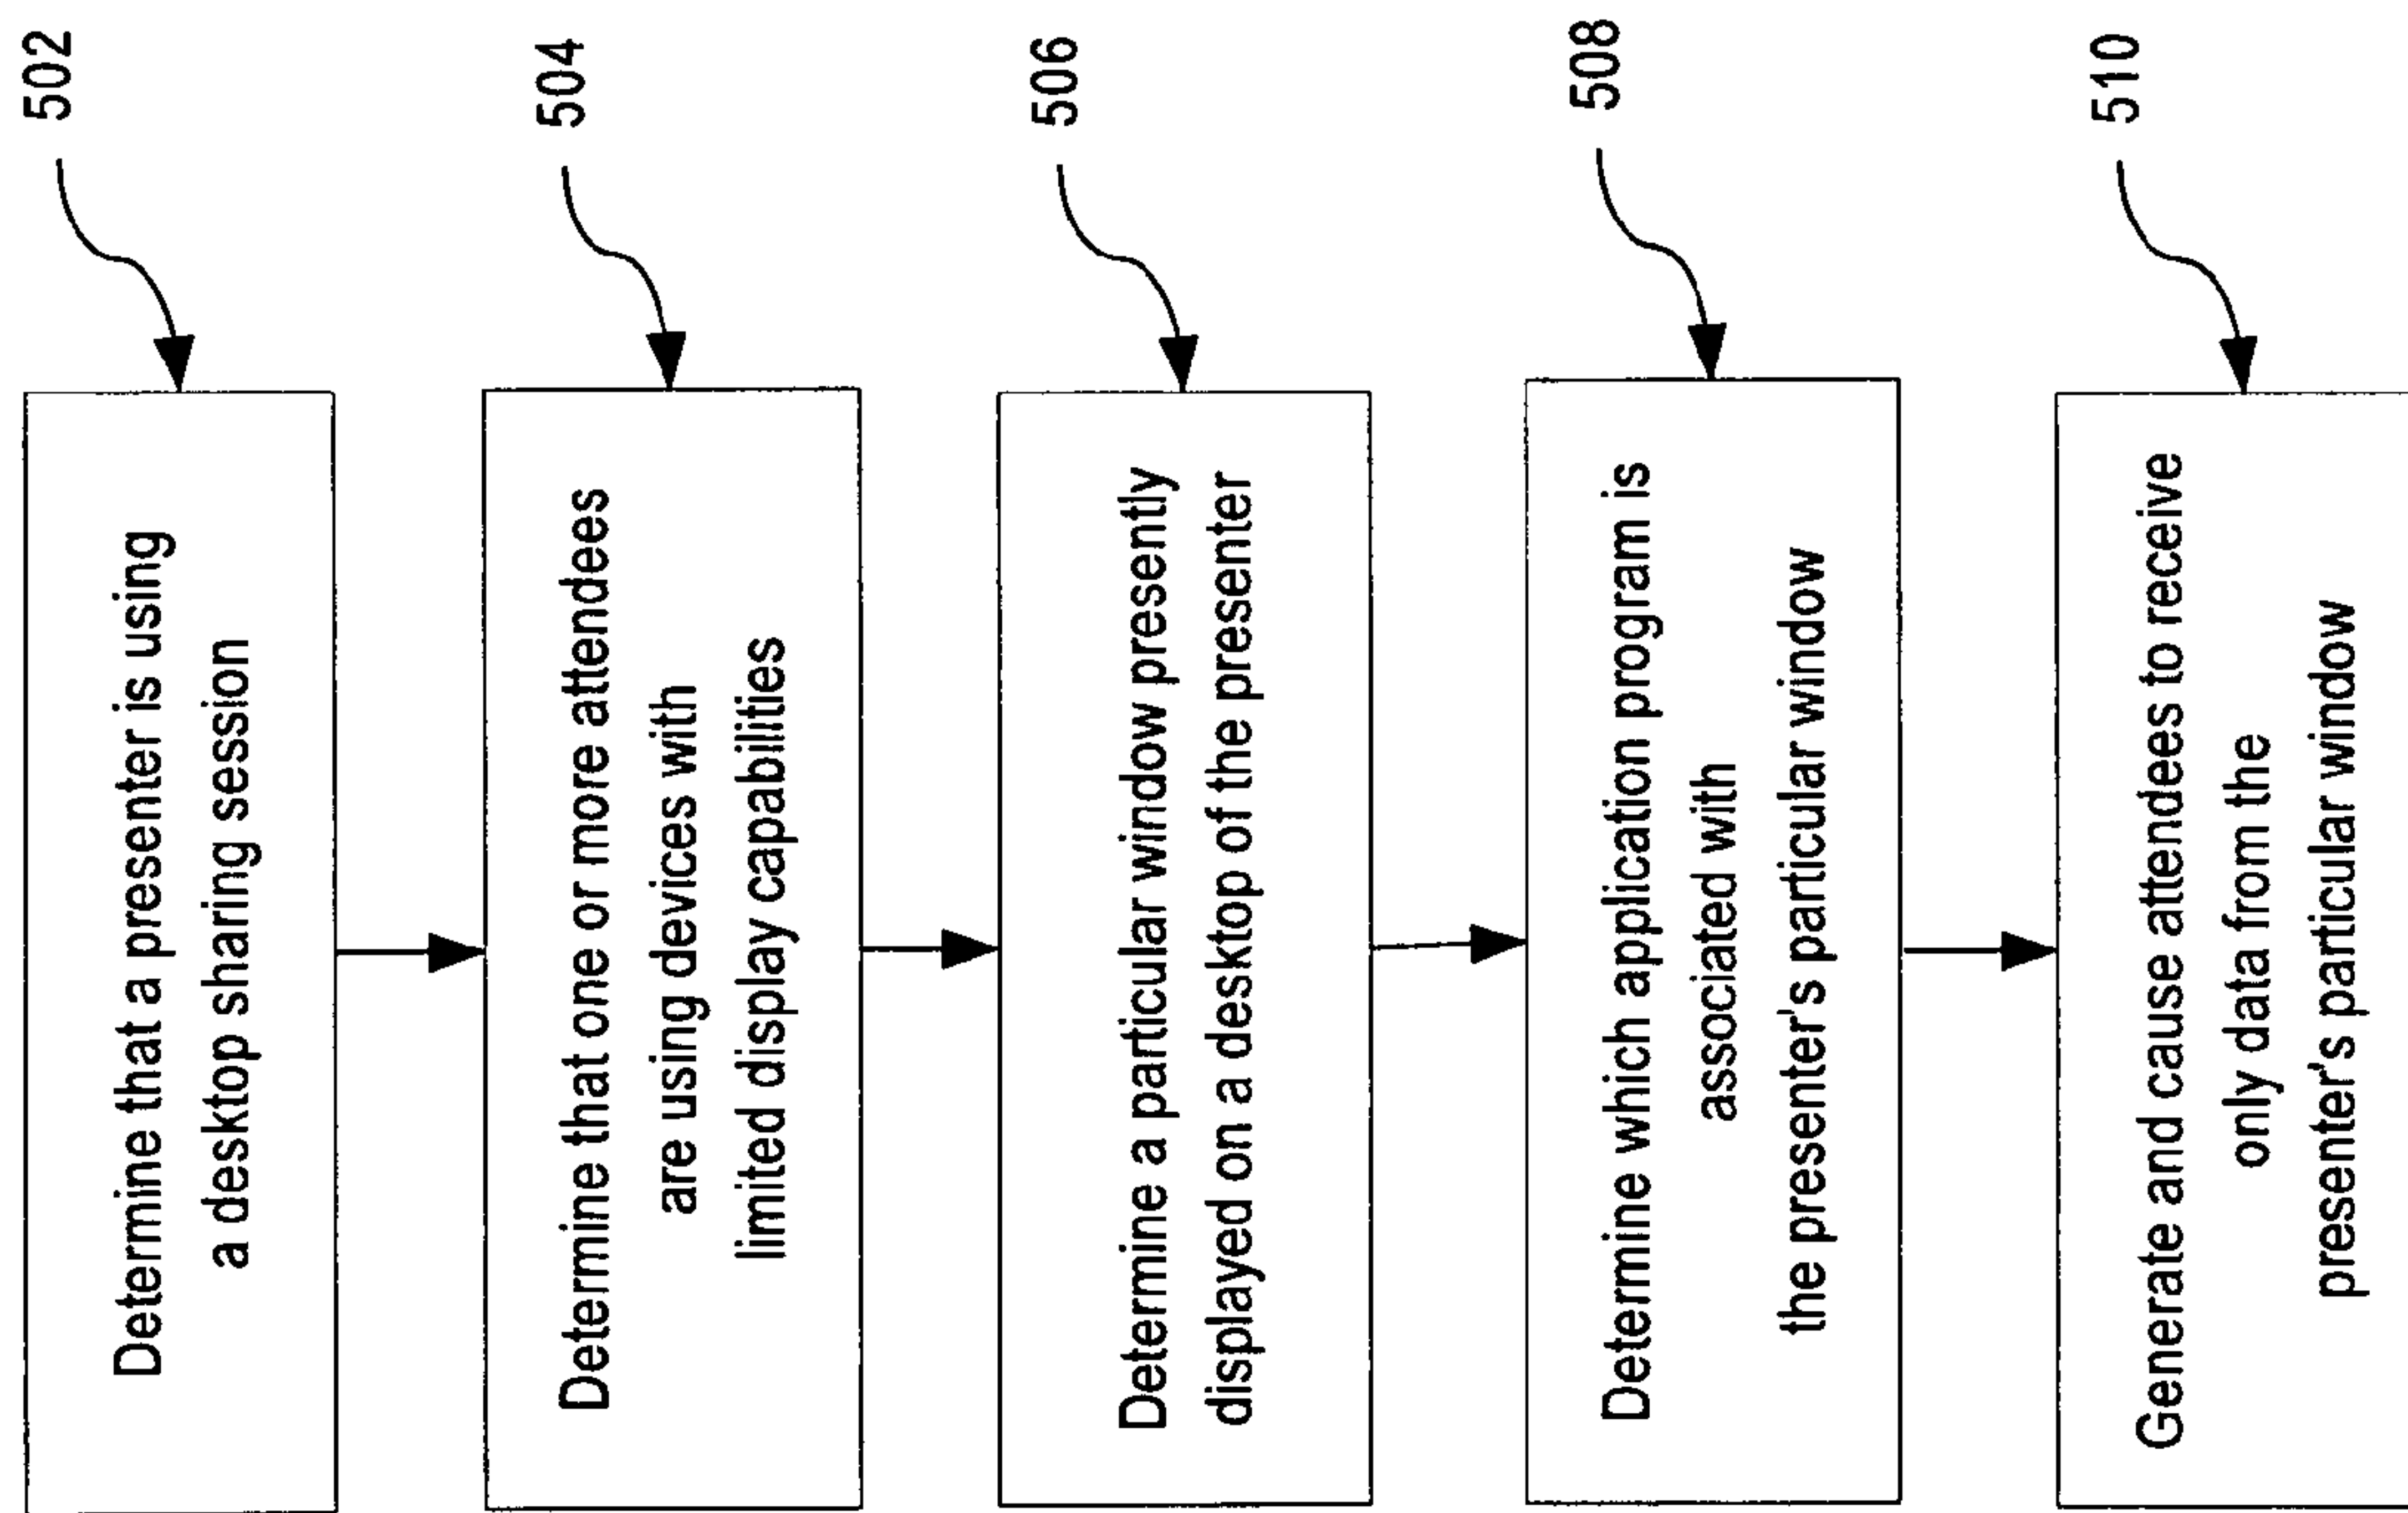 502
Determine that a presenter is using
a desktop sharing session
504
Determine that one or more attendees
are using devices with
limited display capabilities
506
Determine a particular window presently
displayed on a desktop of the presenter
508
Determine which application program is
associated with
the presenter's particular window
510
Generate and cause attendees to receive
only data from the
presenter's particular window